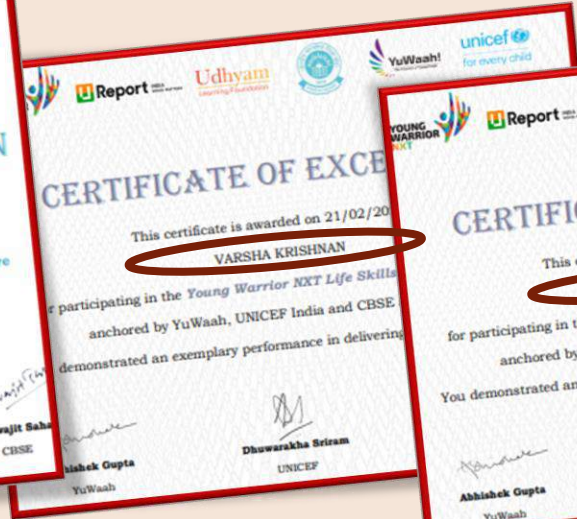 U Report
Udhyam
Learning Foundation
YuWaah!
unicef
for every child
CERTIFICATE OF EXCE
This certificate is awarded on 21/02/20
VARSHA KRISHNAN
r participating in the Young Warrior NXT Life Skills
anchored by YuWaah, UNICEF India and CBSE
demonstrated an exemplary performance in delivering
Abhishek Gupta
YuWaah
Dhuwarakha Sriram
UNICEF
vajit Saha
CBSE
YOUNG
WARRIOR
NXT
U Report
CERTIFI
This c
for participating in t
anchored by
You demonstrated an
Abhishek Gupta
YuWaah